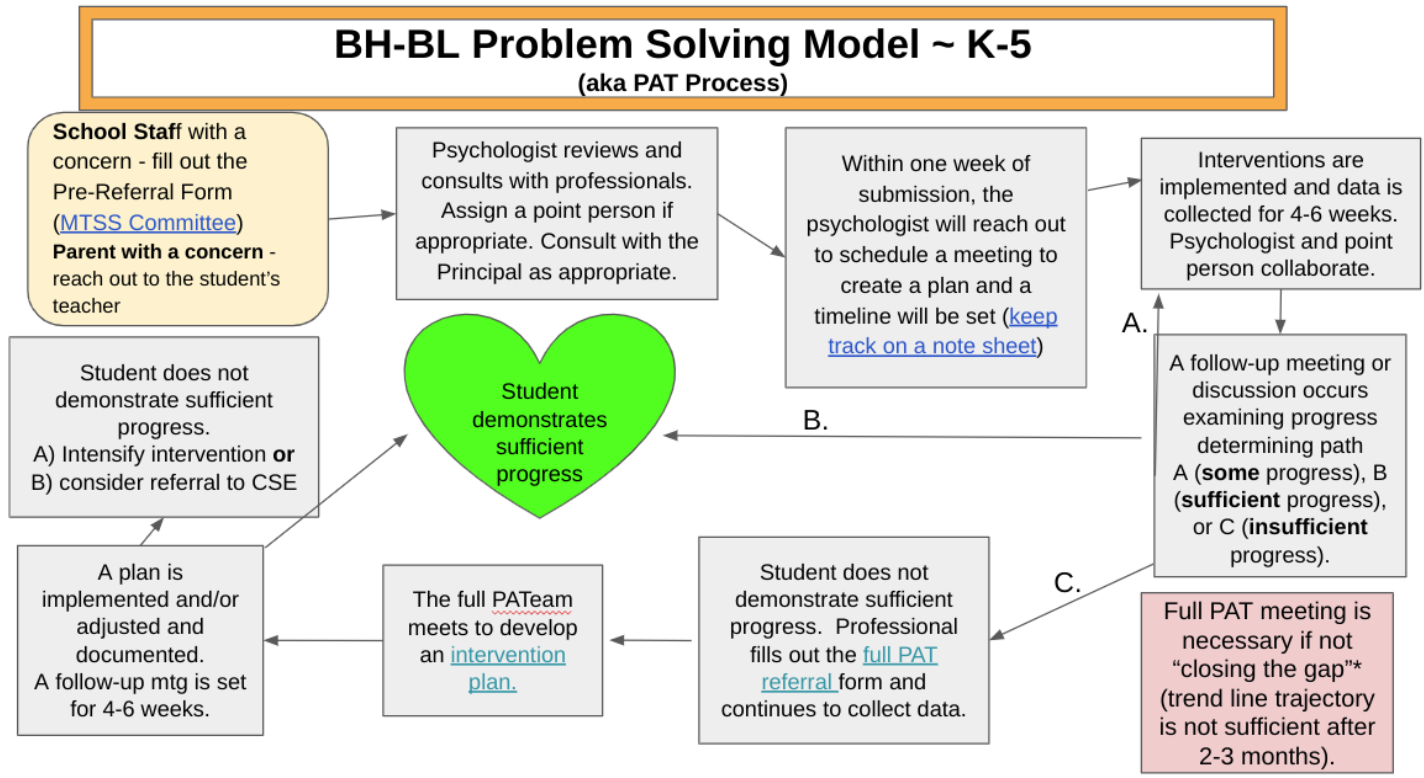 BH-BL Problem Solving Model ~ K-5
(aka PAT Process)
School Staff with a
concern - fill out the
Pre-Referral Form
(MTSS Committee)
Parent with a concern -
reach out to the student's
teacher
Psychologist reviews and
consults with professionals.
Assign a point person if
appropriate. Consult with the
Principal as appropriate.
Within one week of
submission, the
psychologist will reach out
to schedule a meeting to
create a plan and a
timeline will be set (keep
track on a note sheet)
Interventions are
implemented and data is
collected for 4-6 weeks.
Psychologist and point
person collaborate.
A.
A follow-up meeting or
discussion occurs
examining progress
determining path
A (some progress), B
(sufficient progress),
or C (insufficient
progress).
B.
Student
demonstrates
sufficient
progress
C.
Student does not
demonstrate sufficient
progress.  Professional
fills out the full PAT
referral form and
continues to collect data.
The full PATeam
meets to develop
an intervention
plan.
A plan is
implemented and/or
adjusted and
documented.
A follow-up mtg is set
for 4-6 weeks.
Student does not
demonstrate sufficient
progress.
A) Intensify intervention or
B) consider referral to CSE
Full PAT meeting is
necessary if not
“closing the gap”*
(trend line trajectory
is not sufficient after
2-3 months).